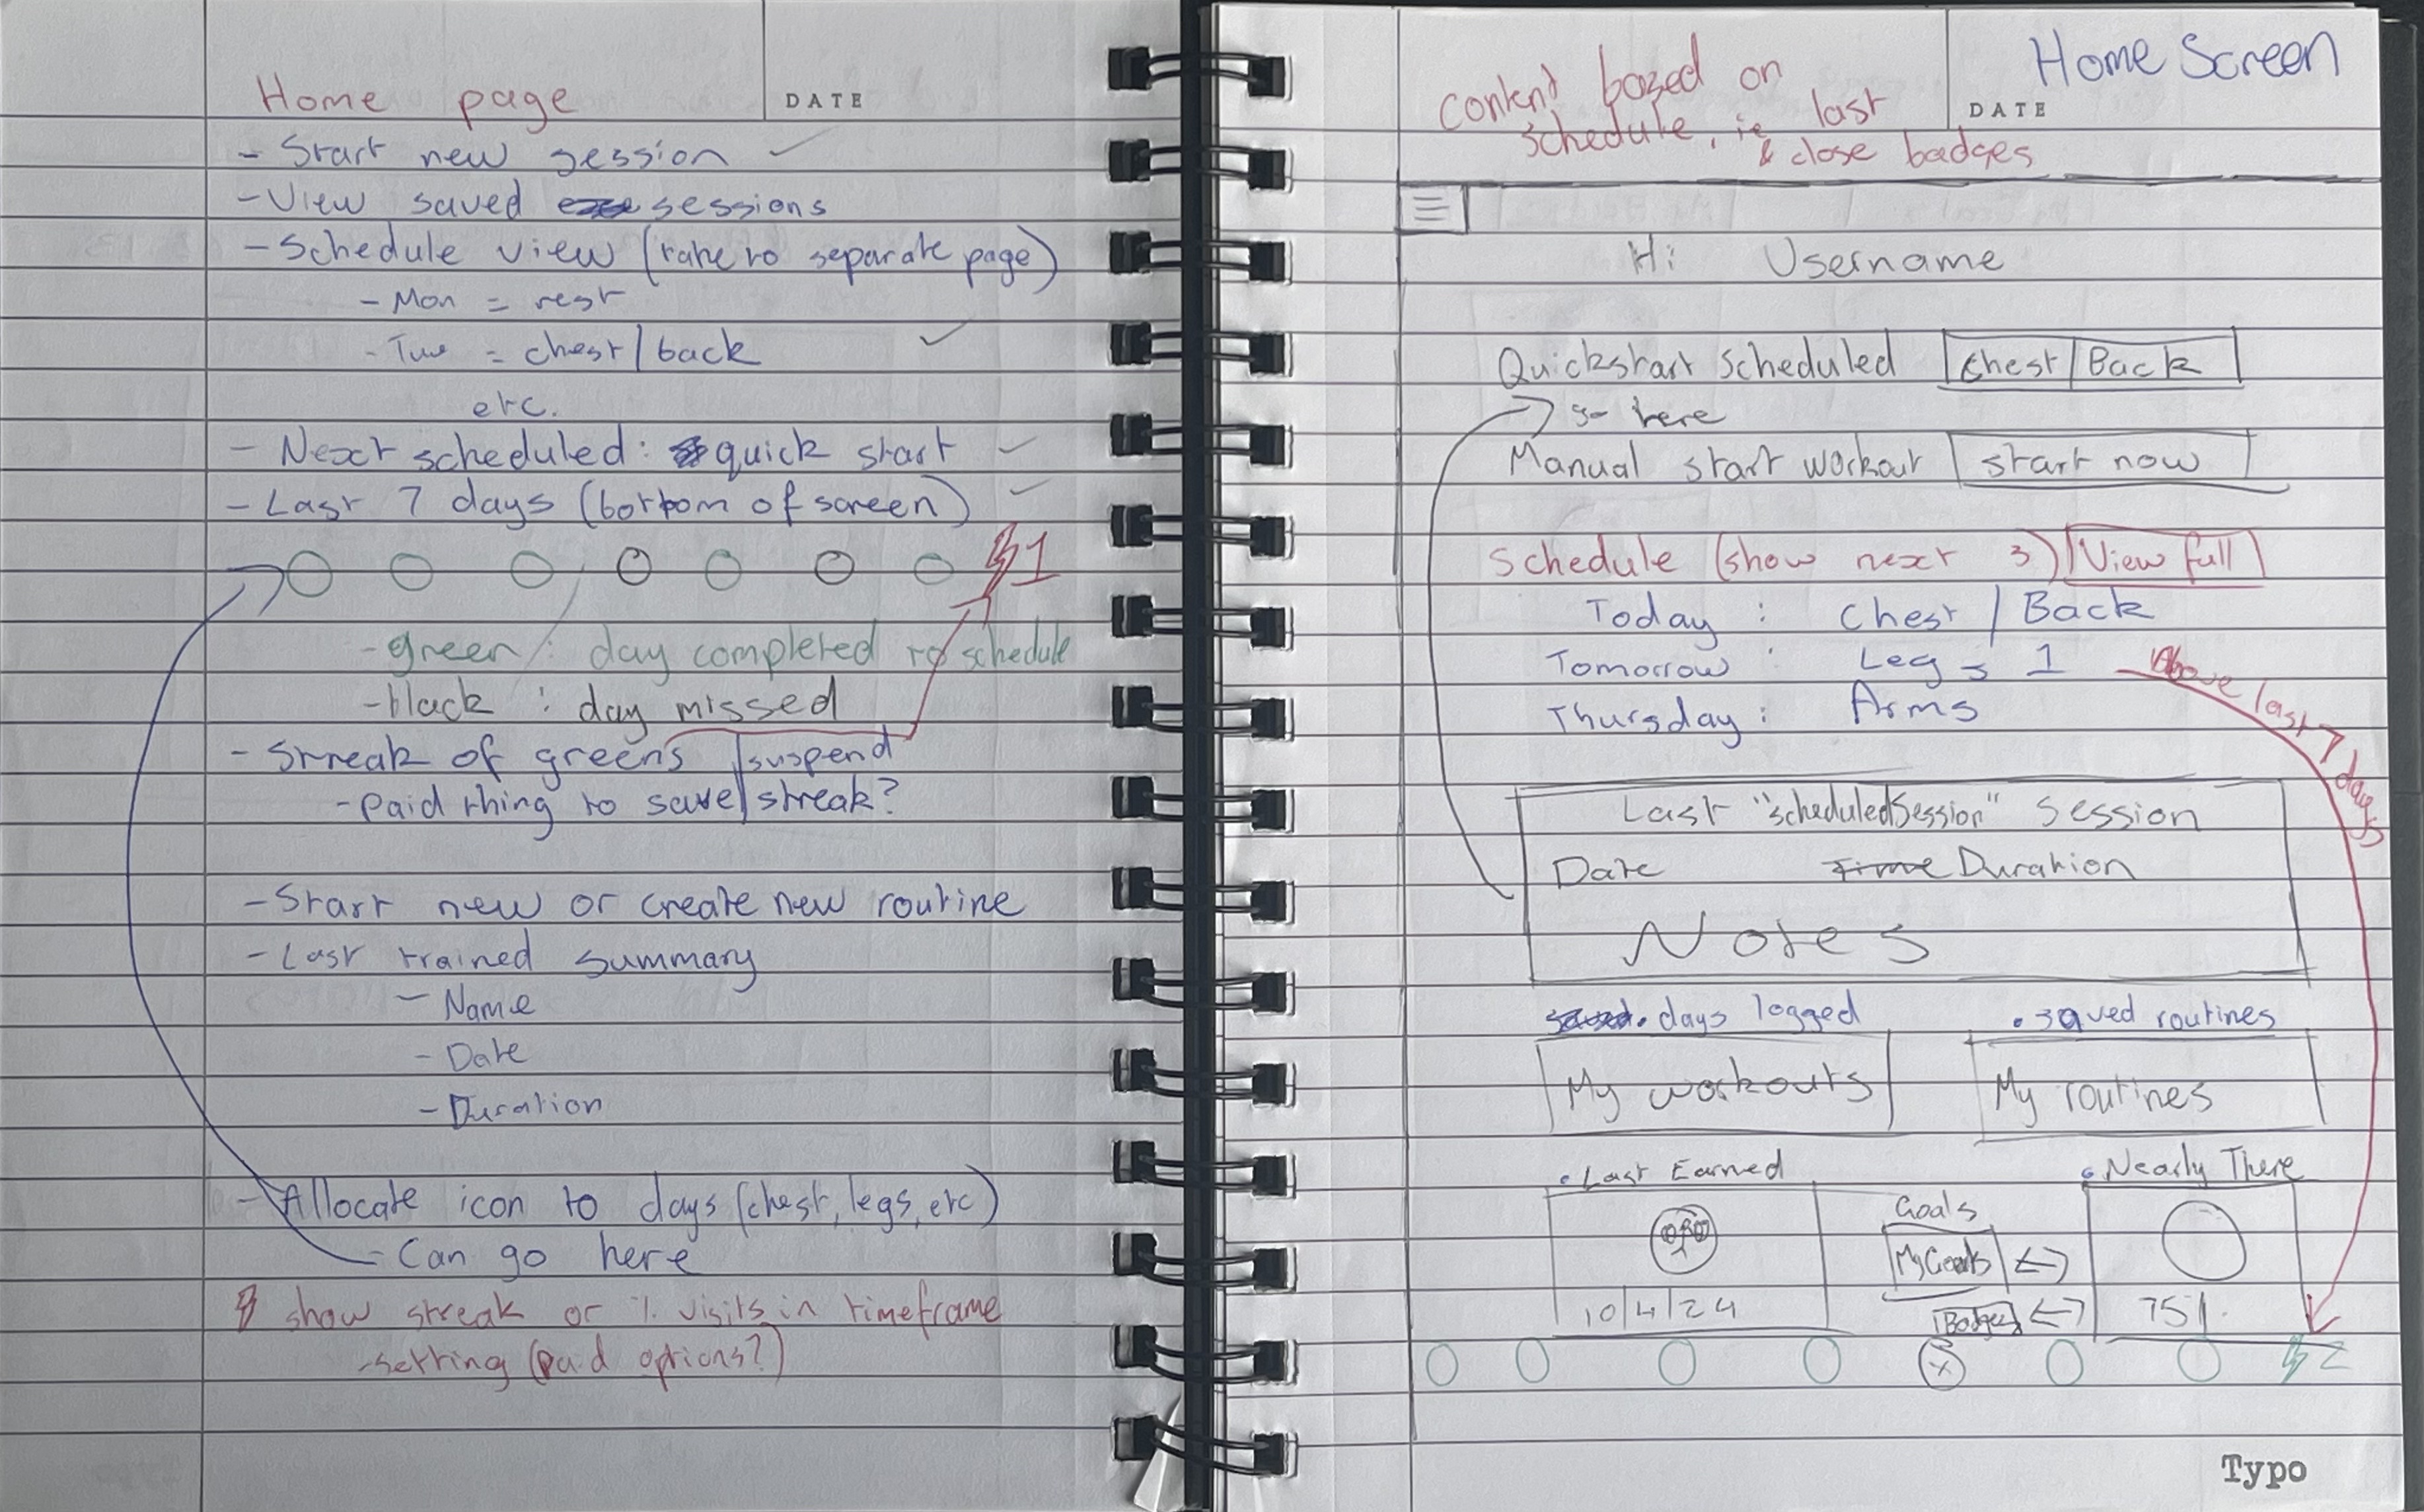 Home page
DATE
- Start new session ✓
- View saved sessions
- Schedule view (take to separate page)
- Mon = rest
- Tue = chest/back ✓
etc.
- Next scheduled: quick start ✓
- Last 7 days (bottom of screen) ✓
1
- green : day completed to schedule
- black : day missed
- Streak of greens
- paid thing to save/suspend streak?
- Start new or create new routine
- Last trained summary
- Name
- Date
- Duration
- Allocate icon to days (chest, legs, etc)
- Can go here
show streak or % visits in timeframe
- setting (paid options?)
Home Screen
DATE
Content based on
schedule, ie last
& close badges
Hi Username
Quickstart scheduled Chest/Back
go here
Manual start workout start now
Schedule (show next 3) View full
Today : Chest / Back
Tomorrow : Legs 1
Thursday : Arms
Above last 7 days
Last "scheduledSession" Session
Date Time Duration
Notes
. days logged
. saved routines
My workouts
My routines
. Last Earned
. Nearly There
Goals
My Goals <->
10/4/24
Badges <->
75%
x
2
Typo